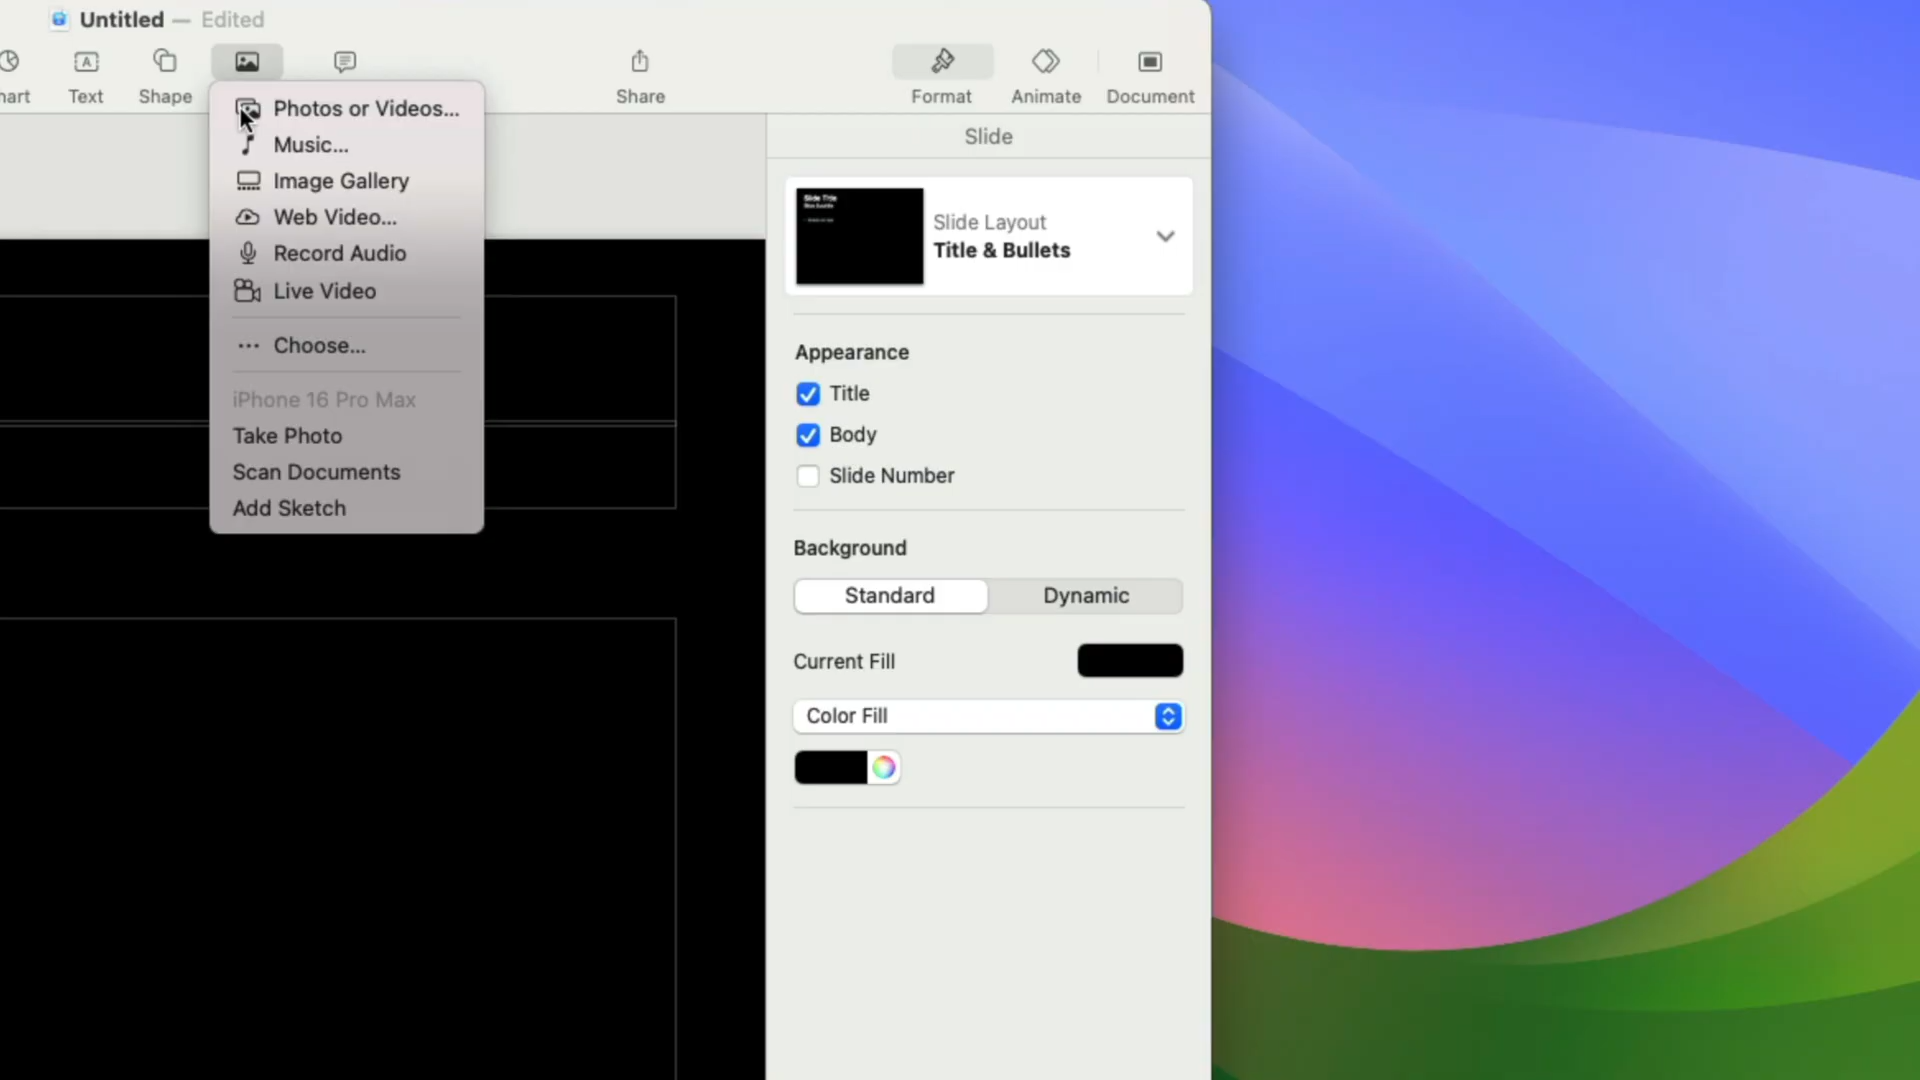 Untitled — Edited
Text
Shape
Share
Format
Animate
Document
Photos or Videos...
Music...
Image Gallery
Web Video...
Record Audio
Live Video
Choose...
iPhone 16 Pro Max
Take Photo
Scan Documents
Add Sketch
Slide
Slide Title
Slide Layout
Title & Bullets
Appearance
Title
Body
Slide Number
Background
Standard
Dynamic
Current Fill
Color Fill